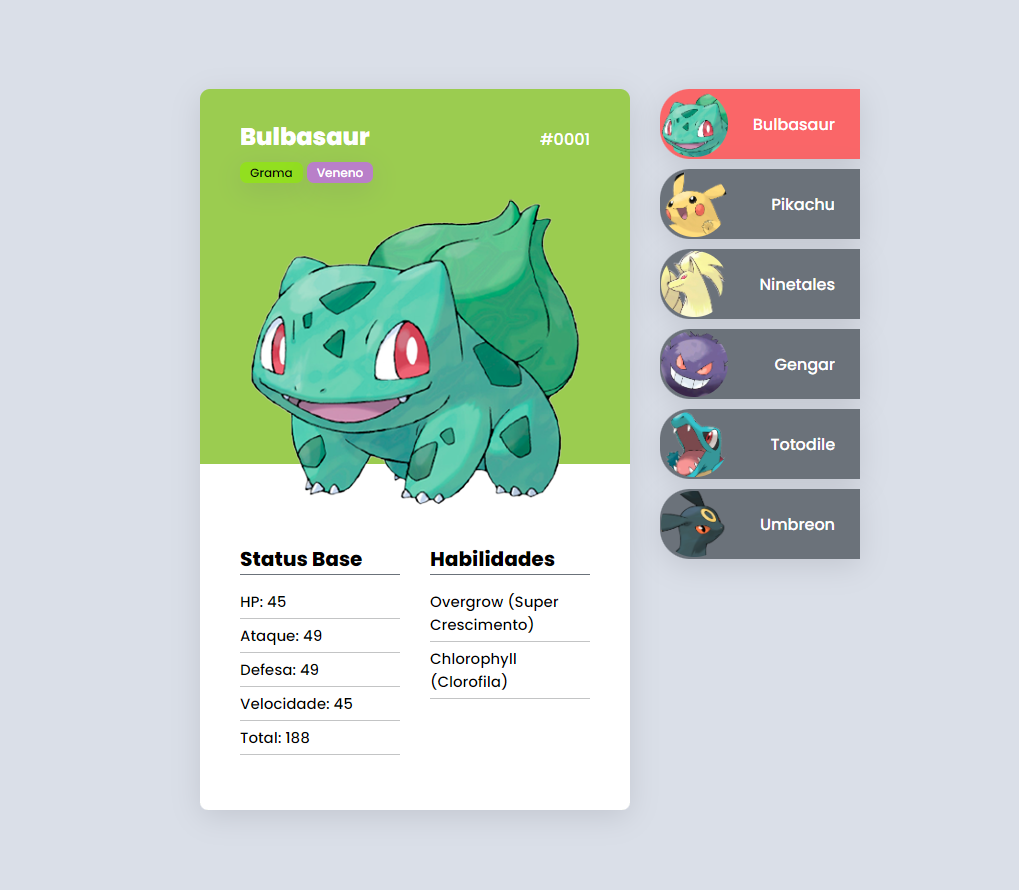 Bulbasaur
#0001
Grama
Veneno
Status Base
HP: 45
Ataque: 49
Defesa: 49
Velocidade: 45
Total: 188
Habilidades
Overgrow (Super
Crescimento)
Chlorophyll
(Clorofila)
Bulbasaur
Pikachu
Ninetales
Gengar
Totodile
Umbreon